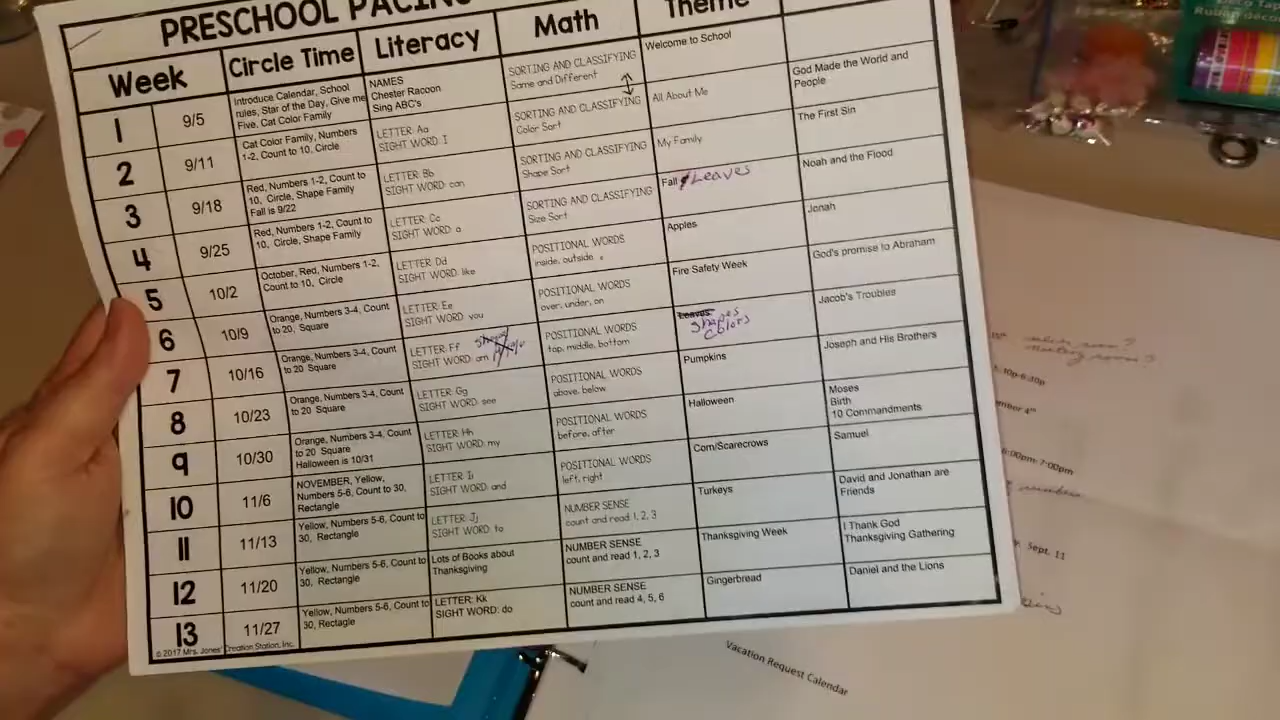 PRESCHOOL PACING
Week
Circle Time
Literacy
Math
Theme
1
9/5
Introduce Calendar, School
rules, Star of the Day, Give me
Five, Cat Color Family
NAMES
Chester Racoon
Sing ABC's
SORTING AND CLASSIFYING
Same and Different
Welcome to School
2
9/11
Cat Color Family, Numbers
1-2, Count to 10, Circle
LETTER: Aa
SIGHT WORD: I
SORTING AND CLASSIFYING
Color Sort
All About Me
God Made the World and
People
3
9/18
Red, Numbers 1-2, Count to
10, Circle, Shape Family
Fall is 9/22
LETTER: Bb
SIGHT WORD: can
SORTING AND CLASSIFYING
Shape Sort
My Family
The First Sin
4
9/25
Red, Numbers 1-2, Count to
10, Circle, Shape Family
LETTER: Cc
SIGHT WORD: a
SORTING AND CLASSIFYING
Size Sort
Fall Leaves
Noah and the Flood
5
10/2
October, Red, Numbers 1-2,
Count to 10, Circle
LETTER: Dd
SIGHT WORD: like
POSITIONAL WORDS
inside, outside
Apples
Jonah
6
10/9
Orange, Numbers 3-4, Count
to 20, Square
LETTER: Ee
SIGHT WORD: you
POSITIONAL WORDS
over, under, on
Fire Safety Week
God's promise to Abraham
7
10/16
Orange, Numbers 3-4, Count
to 20 Square
LETTER: Ff
SIGHT WORD: am
POSITIONAL WORDS
top, middle, bottom
Leaves
Shapes
Colors
Jacob's Troubles
8
10/23
Orange, Numbers 3-4, Count
to 20 Square
LETTER: Gg
SIGHT WORD: see
POSITIONAL WORDS
above, below
Pumpkins
Joseph and His Brothers
9
10/30
Orange, Numbers 3-4, Count
to 20 Square
Halloween is 10/31
LETTER: Hh
SIGHT WORD: my
POSITIONAL WORDS
before, after
Halloween
Moses
Birth
10 Commandments
10
11/6
NOVEMBER, Yellow,
Numbers 5-6, Count to 30,
Rectangle
LETTER: Ii
SIGHT WORD: and
POSITIONAL WORDS
left, right
Corn/Scarecrows
Samuel
11
11/13
Yellow, Numbers 5-6, Count to
30, Rectangle
LETTER: Jj
SIGHT WORD: to
NUMBER SENSE
count and read 1, 2, 3
Turkeys
David and Jonathan are
Friends
12
11/20
Yellow, Numbers 5-6, Count to
30, Rectangle
Lots of Books about
Thanksgiving
NUMBER SENSE
count and read 1, 2, 3
Thanksgiving Week
I Thank God
Thanksgiving Gathering
13
11/27
Yellow, Numbers 5-6, Count to
30, Rectagle
LETTER: Kk
SIGHT WORD: do
NUMBER SENSE
count and read 4, 5, 6
Gingerbread
Daniel and the Lions
© 2017 Mrs. Jones' Creation Station, Inc.
:30p-6:30p
mber 4th
6:00pm-7:00pm
Sept. 11
Vacation Request Calendar